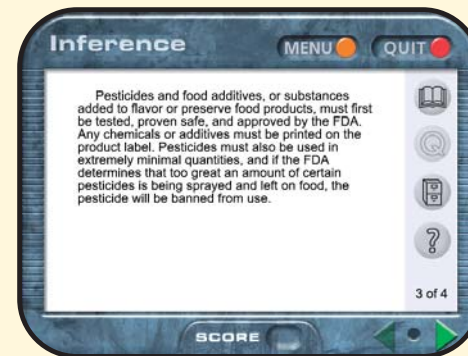 Inference
MENU QUIT
Pesticides and food additives, or substances
added to flavor or preserve food products, must first
be tested, proven safe, and approved by the FDA.
Any chemicals or additives must be printed on the
product label. Pesticides must also be used in
extremely minimal quantities, and if the FDA
determines that too great an amount of certain
pesticides is being sprayed and left on food, the
pesticide will be banned from use.
Q
?
3 of 4
SCORE